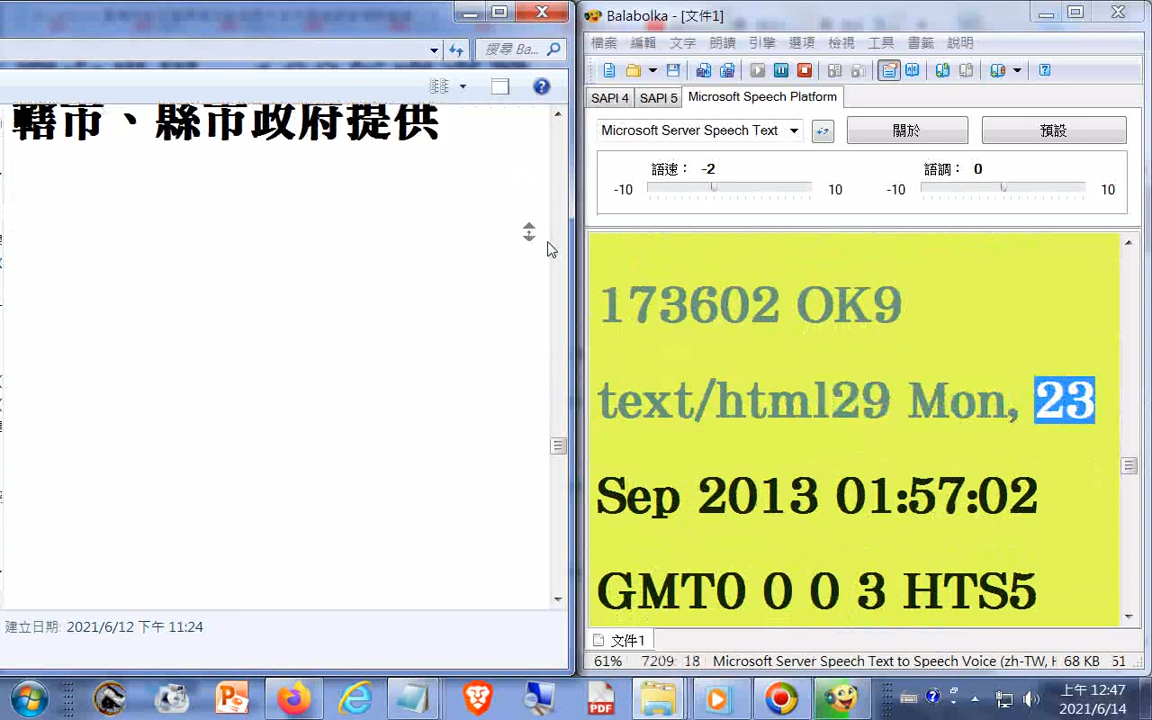 搜尋 Ba...
轄市、縣市政府提供
建立日期: 2021/6/12 下午 11:24
Balabolka - [文件1]
檔案 編輯 文字 朗讀 引擎 選項 檢視 工具 書籤 說明
SAPI 4 SAPI 5 Microsoft Speech Platform
Microsoft Server Speech Text 關於 預設
語速： -2 語調： 0
-10 10 -10 10
173602 OK9
text/html29 Mon, 23
Sep 2013 01:57:02
GMT0 0 0 3 HTS5
文件1
61% 7209: 18 Microsoft Server Speech Text to Speech Voice (zh-TW, H 68 KB 51
PDF
上午 12:47
2021/6/14